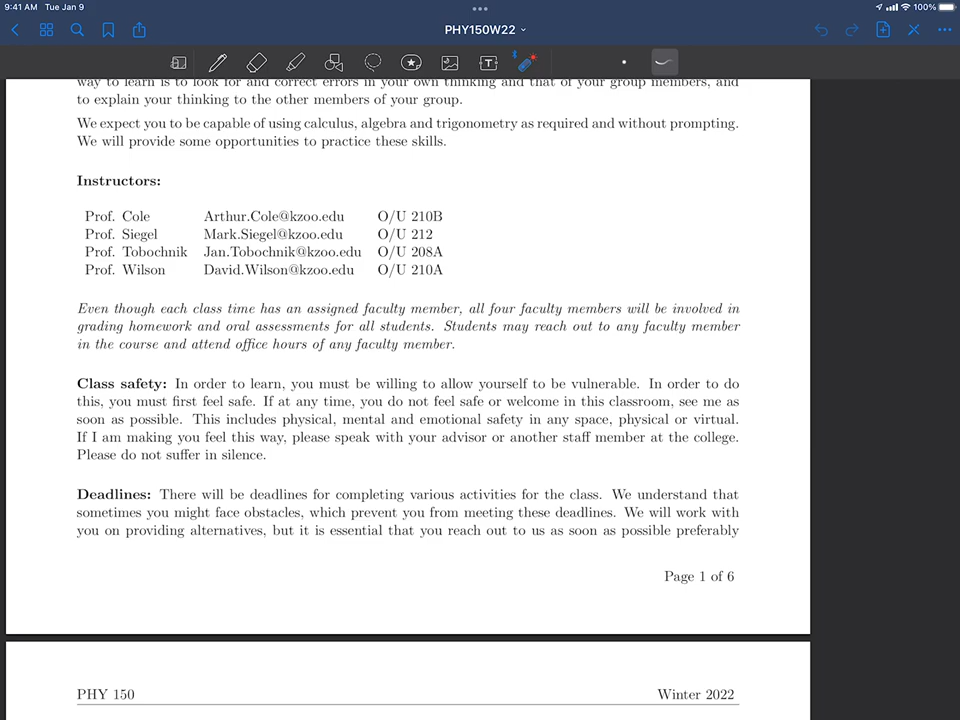 9:41 AM Tue Jan 9
100%
PHY150W22
way to learn is to look for and correct errors in your own thinking and that of your group members, and
to explain your thinking to the other members of your group.
We expect you to be capable of using calculus, algebra and trigonometry as required and without prompting.
We will provide some opportunities to practice these skills.
Instructors:
Prof. Cole Arthur.Cole@kzoo.edu O/U 210B
Prof. Siegel Mark.Siegel@kzoo.edu O/U 212
Prof. Tobochnik Jan.Tobochnik@kzoo.edu O/U 208A
Prof. Wilson David.Wilson@kzoo.edu O/U 210A
Even though each class time has an assigned faculty member, all four faculty members will be involved in
grading homework and oral assessments for all students. Students may reach out to any faculty member
in the course and attend office hours of any faculty member.
Class safety: In order to learn, you must be willing to allow yourself to be vulnerable. In order to do
this, you must first feel safe. If at any time, you do not feel safe or welcome in this classroom, see me as
soon as possible. This includes physical, mental and emotional safety in any space, physical or virtual.
If I am making you feel this way, please speak with your advisor or another staff member at the college.
Please do not suffer in silence.
Deadlines: There will be deadlines for completing various activities for the class. We understand that
sometimes you might face obstacles, which prevent you from meeting these deadlines. We will work with
you on providing alternatives, but it is essential that you reach out to us as soon as possible preferably
Page 1 of 6
PHY 150 Winter 2022